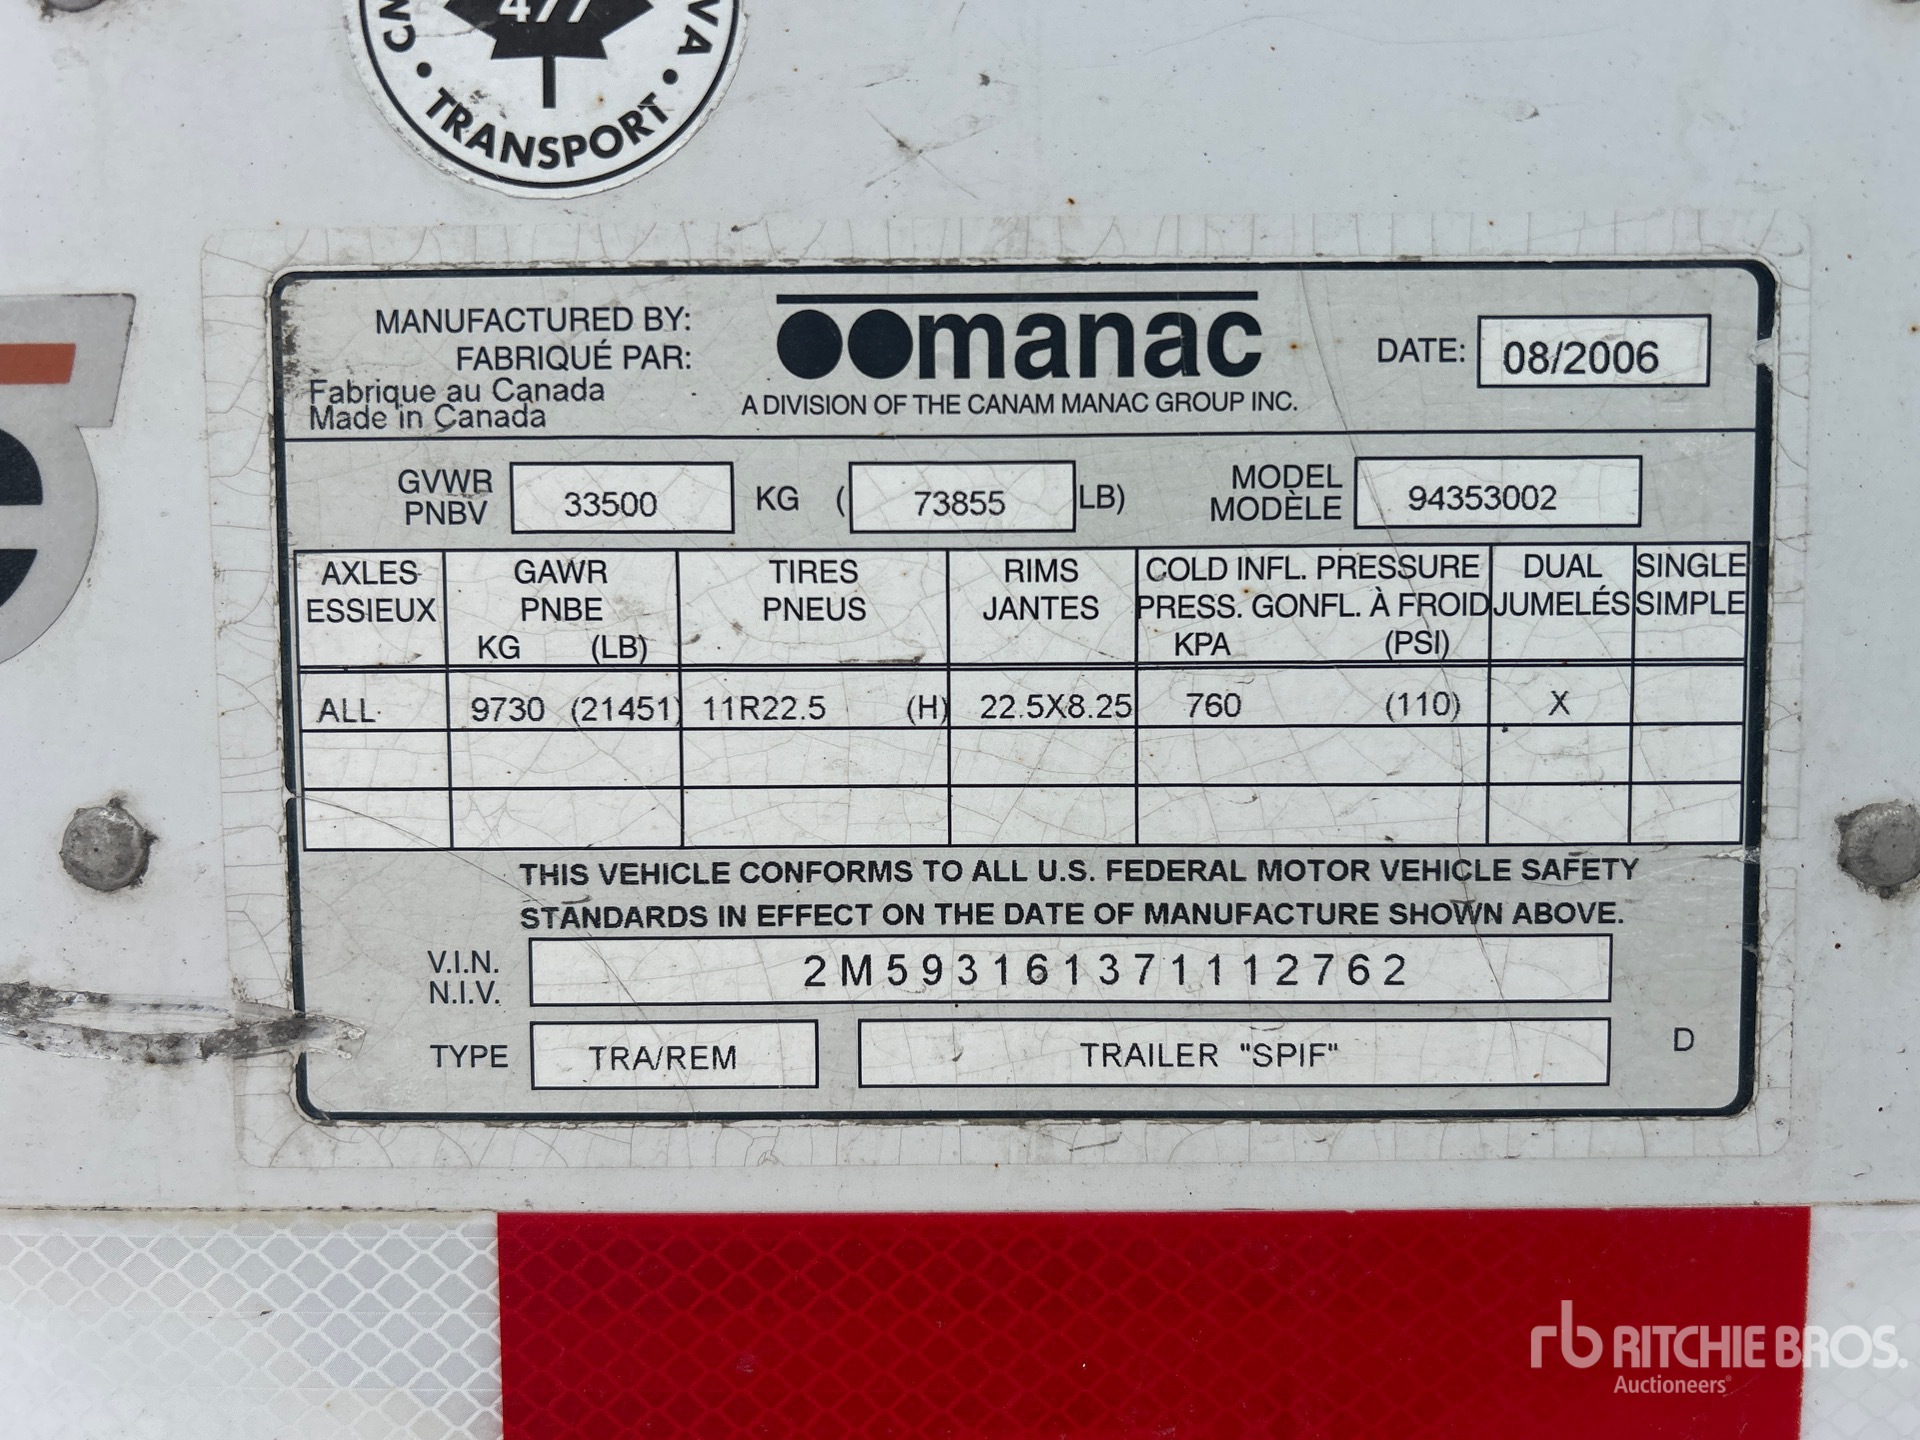 477
TRANSPORT
MANUFACTURED BY:
FABRIQUÉ PAR:
Fabrique au Canada
Made in Canada
manac
A DIVISION OF THE CANAM MANAC GROUP INC.
DATE: 08/2006
GVWR
PNBV
33500 KG (73855 LB)
MODEL
MODÈLE
94353002
AXLES
ESSIEUX
GAWR
PNBE
KG (LB)
TIRES
PNEUS
RIMS
JANTES
COLD INFL. PRESSURE
PRESS. GONFL. À FROID
KPA (PSI)
DUAL
JUMELÉS
SINGLE
SIMPLE
ALL 9730 (21451) 11R22.5 (H) 22.5X8.25 760 (110) X
THIS VEHICLE CONFORMS TO ALL U.S. FEDERAL MOTOR VEHICLE SAFETY
STANDARDS IN EFFECT ON THE DATE OF MANUFACTURE SHOWN ABOVE.
V.I.N.
N.I.V.
2M593161371112762
TYPE TRA/REM TRAILER "SPIF" D
rb RITCHIE BROS.
Auctioneers